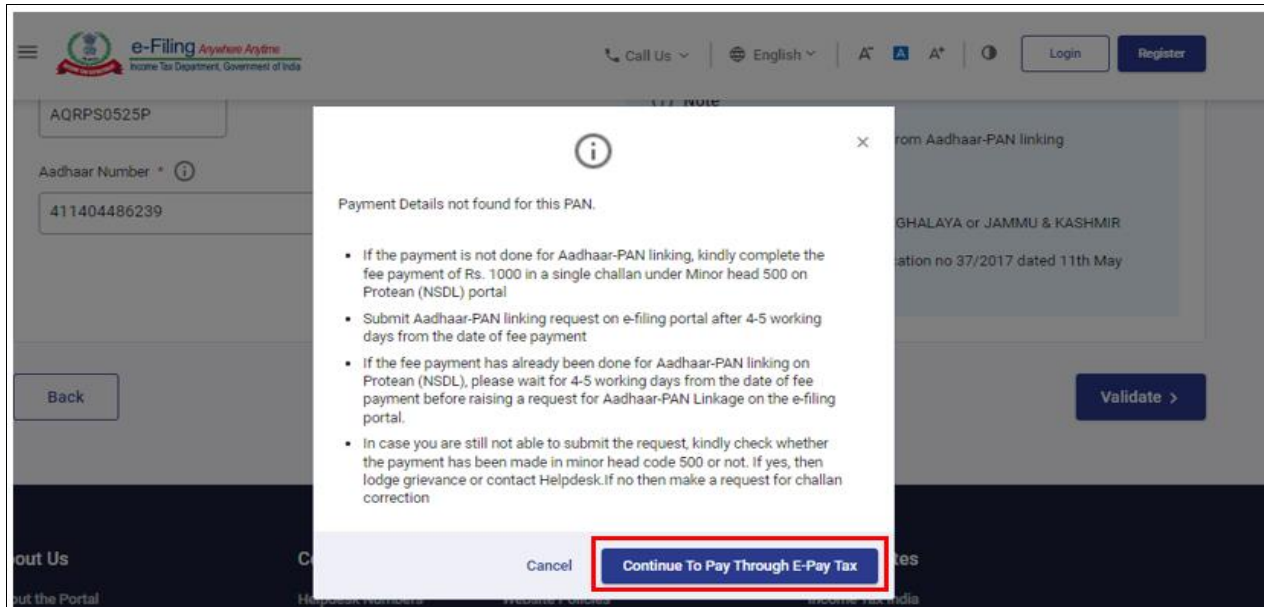 e-Filing Anywhere Anytime
Income Tax Department, Government of India
Call Us
English
A-
A
A+
Login
Register
AQRPS0525P
Note
rom Aadhaar-PAN linking
Aadhaar Number *
411404486239
GHALAYA or JAMMU & KASHMIR
ation no 37/2017 dated 11th May
Payment Details not found for this PAN.
If the payment is not done for Aadhaar-PAN linking, kindly complete the
fee payment of Rs. 1000 in a single challan under Minor head 500 on
Protean (NSDL) portal
Submit Aadhaar-PAN linking request on e-filing portal after 4-5 working
days from the date of fee payment
If the fee payment has already been done for Aadhaar-PAN linking on
Protean (NSDL), please wait for 4-5 working days from the date of fee
payment before raising a request for Aadhaar-PAN Linkage on the e-filing
portal.
In case you are still not able to submit the request, kindly check whether
the payment has been made in minor head code 500 or not. If yes, then
lodge grievance or contact Helpdesk.If no then make a request for challan
correction
Back
Validate >
Cancel
Continue To Pay Through E-Pay Tax
out Us
C
tes
out the Portal
Helpdesk Numbers
Website Policies
Income Tax India